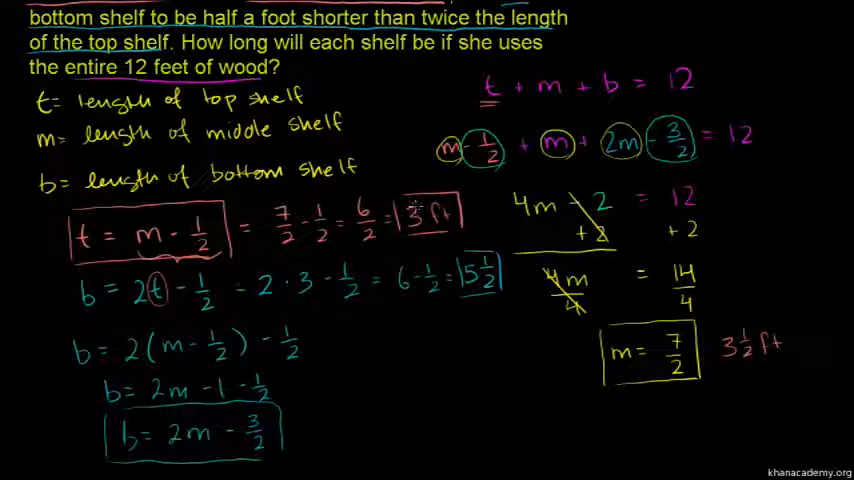 bottom shelf to be half a foot shorter than twice the length
of the top shelf. How long will each shelf be if she uses
the entire 12 feet of wood?
t = length of top shelf
m = length of middle shelf
b = length of bottom shelf
t = m - 1/2 = 7/2 - 1/2 = 6/2 = 3 ft
b = 2t - 1/2 = 2 · 3 - 1/2 = 6 - 1/2 = 5 1/2
b = 2(m - 1/2) - 1/2
b = 2m - 1 - 1/2
b = 2m - 3/2
t + m + b = 12
m - 1/2 + m + 2m - 3/2 = 12
4m - 2 = 12
+ 2 + 2
4m/4 = 14/4
m = 7/2 3 1/2 ft
khanacademy.org